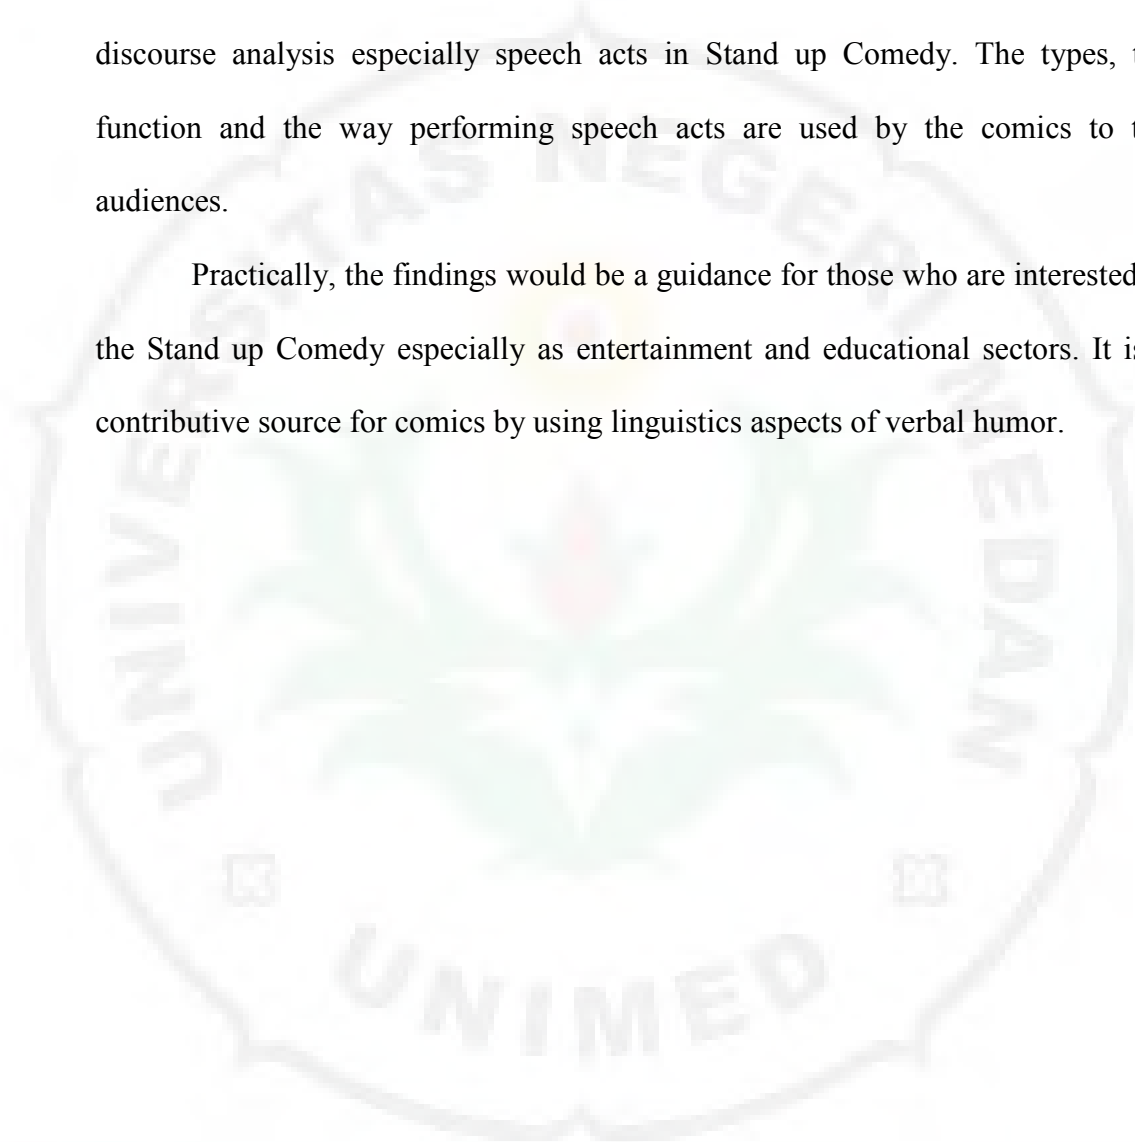 discourse analysis especially speech acts in Stand up Comedy. The types,
function and the way performing speech acts are used by the comics to
audiences.
Practically, the findings would be a guidance for those who are interested
the Stand up Comedy especially as entertainment and educational sectors. It
contributive source for comics by using linguistics aspects of verbal humor.
UNIVERSITAS NEGERI MEDAN
UNIMED